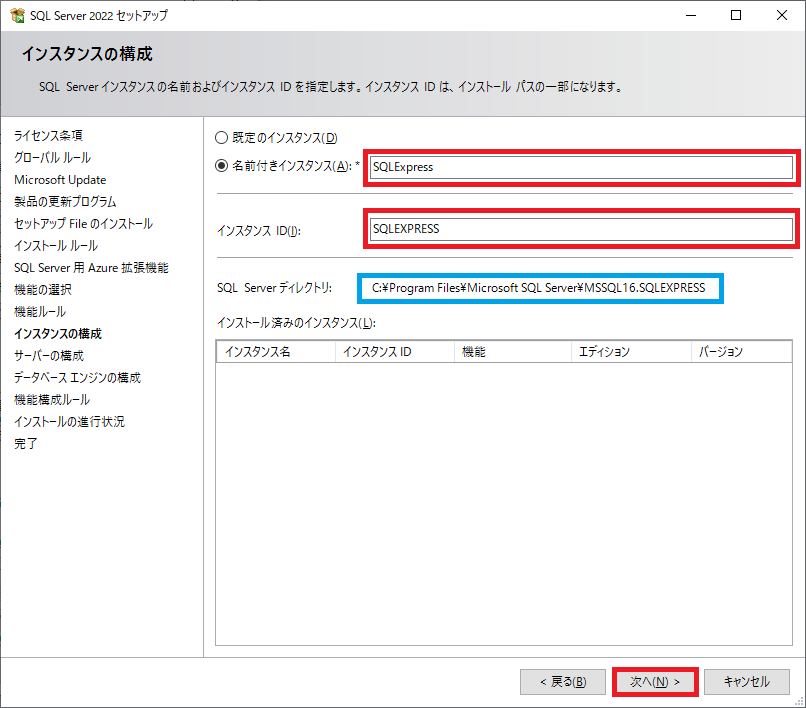 SQL Server 2022 セットアップ
インスタンスの構成
SQL Server インスタンスの名前およびインスタンス ID を指定します。インスタンス ID は、インストール パスの一部になります。
ライセンス条項
グローバル ルール
Microsoft Update
製品の更新プログラム
セットアップ File のインストール
インストール ルール
SQL Server 用 Azure 拡張機能
機能の選択
機能ルール
インスタンスの構成
サーバーの構成
データベース エンジンの構成
機能構成ルール
インストールの進行状況
完了
既定のインスタンス(D)
名前付きインスタンス(A): * SQLExpress
インスタンス ID(I): SQLEXPRESS
SQL Server ディレクトリ: C:¥Program Files¥Microsoft SQL Server¥MSSQL16.SQLEXPRESS
インストール済みのインスタンス(L):
インスタンス名 インスタンス ID 機能 エディション バージョン
< 戻る(B) 次へ(N) > キャンセル